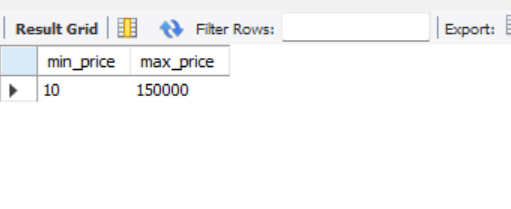 Result Grid Filter Rows: Export:
min_price max_price
10 150000